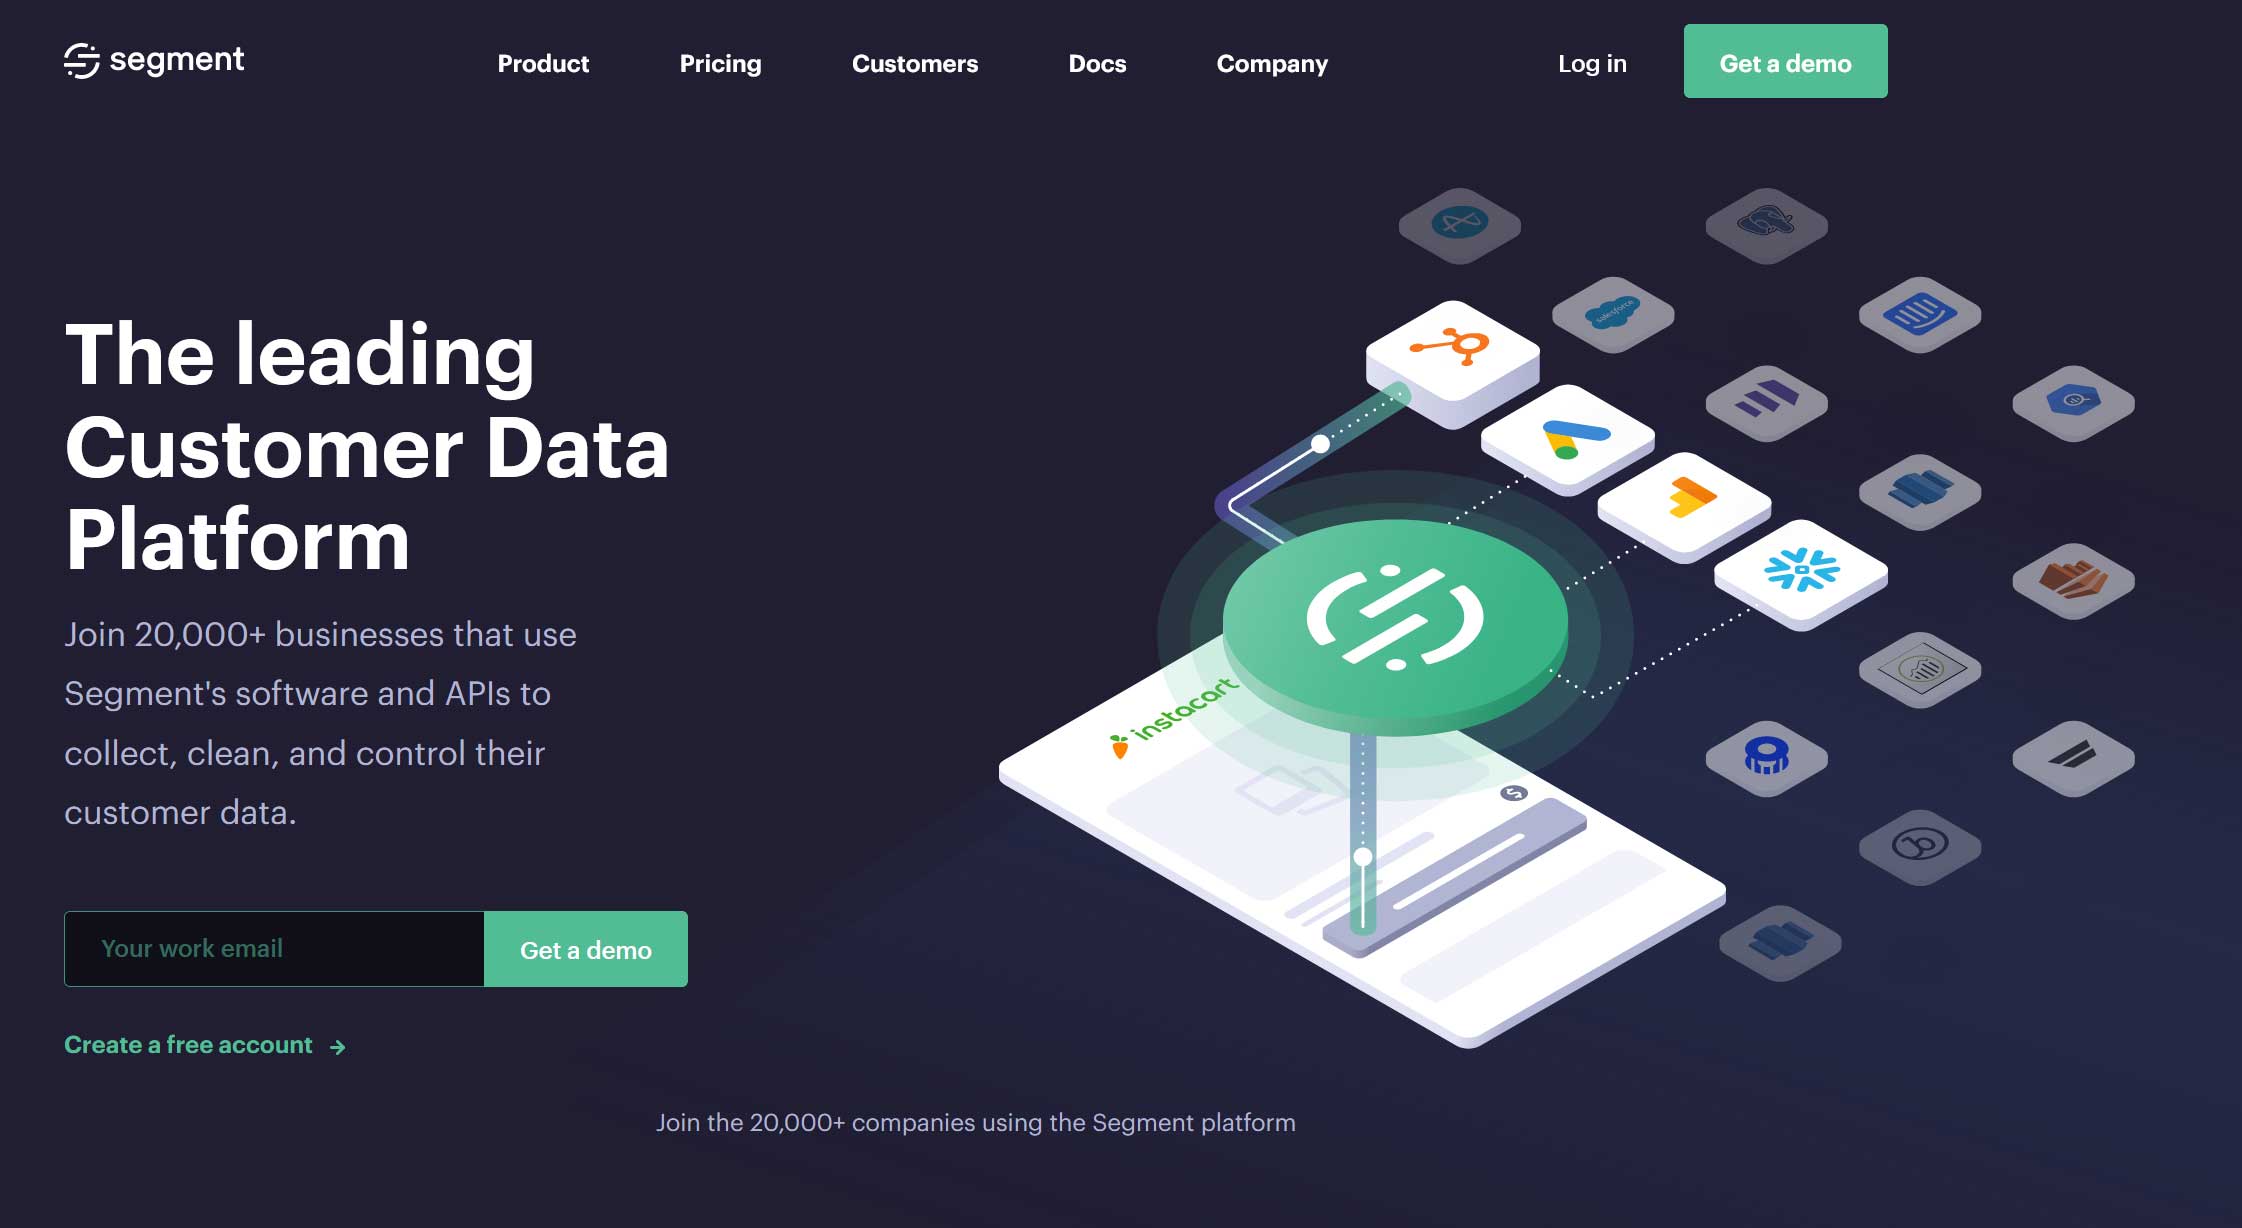 segment
Product
Pricing
Customers
Docs
Company
Log in
Get a demo
The leading
Customer Data
Platform
Join 20,000+ businesses that use
Segment's software and APIs to
collect, clean, and control their
customer data.
Your work email
Get a demo
Create a free account →
salesforce
instacart
$
Join the 20,000+ companies using the Segment platform